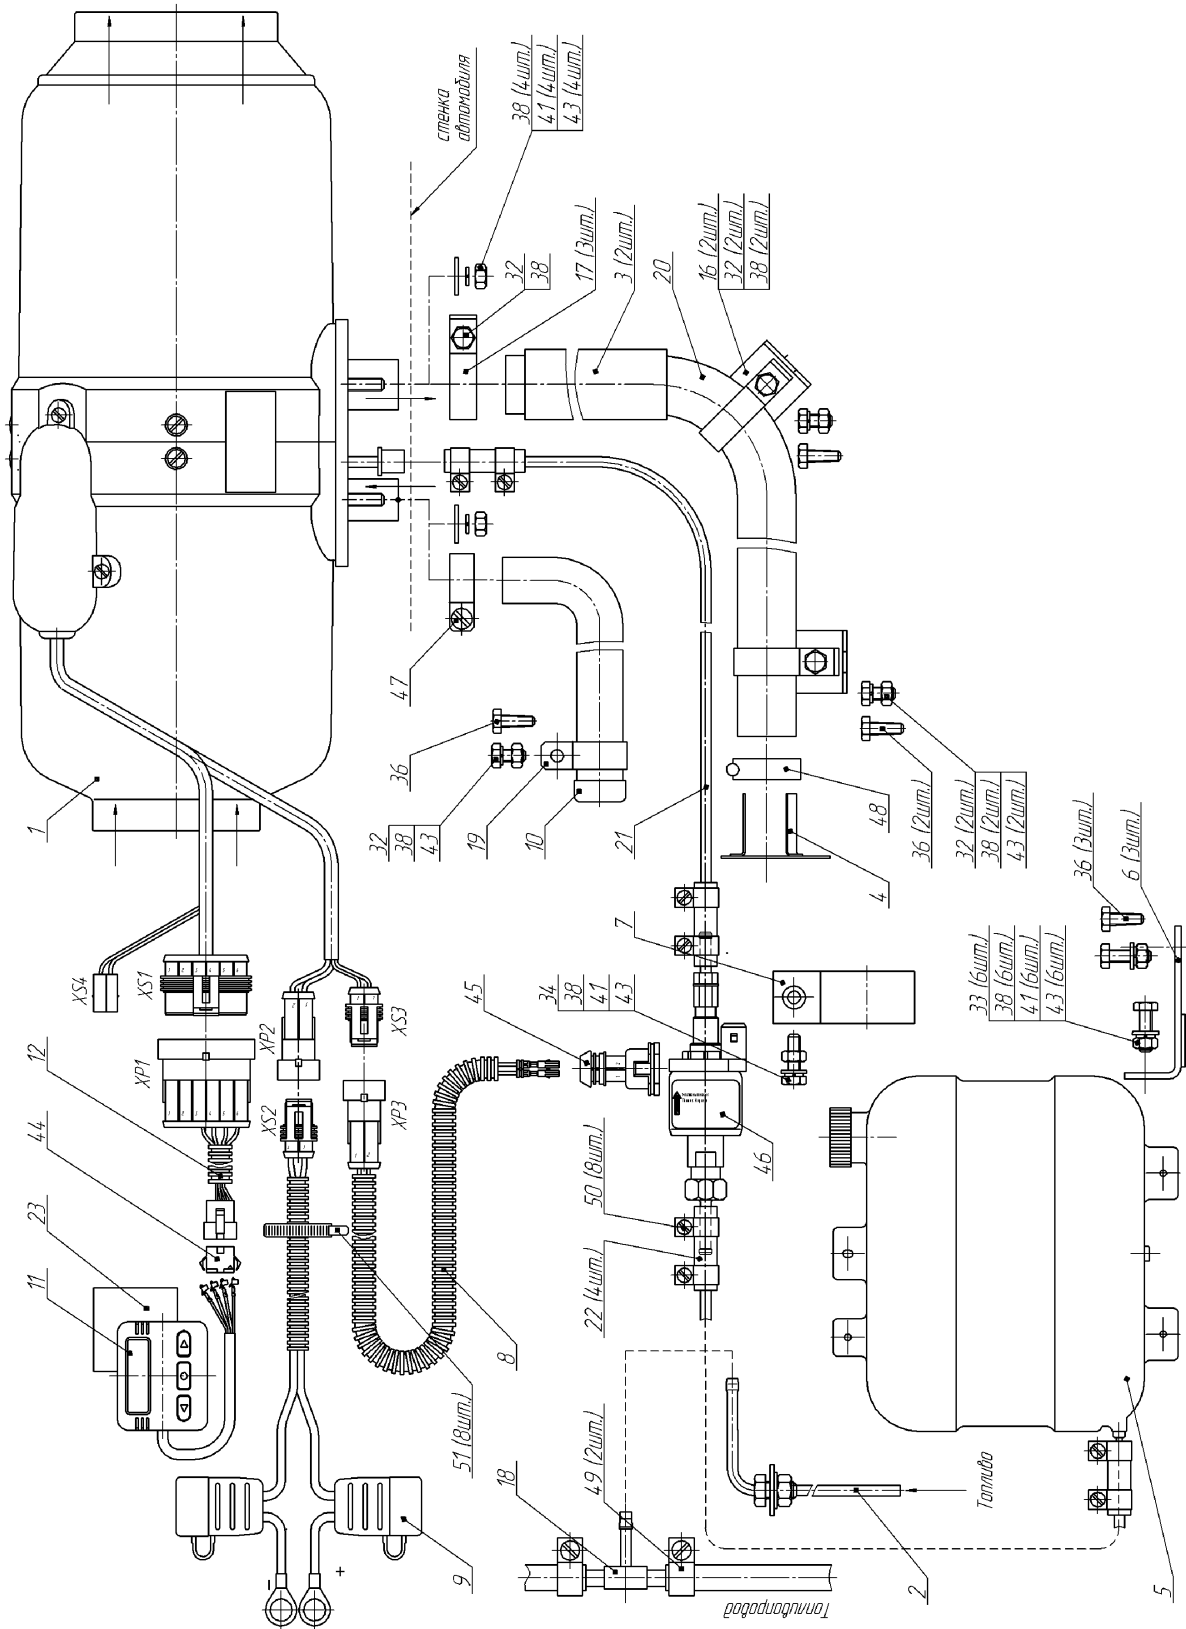 стенка
автомобиля
38 (4шт.)
41 (4шт.)
43 (4шт.)
32
38
17 (3шт.)
3 (2шт.)
20
16 (2шт.)
32 (2шт.)
38 (2шт.)
1
47
36
32
38
43
19
10
21
48
4
36 (2шт.)
32 (2шт.)
38 (2шт.)
43 (2шт.)
36 (3шт.)
6 (3шт.)
33 (6шт.)
38 (6шт.)
41 (6шт.)
43 (6шт.)
7
34
38
41
43
45
XS4
XS1
XP1
XP2
XS3
XS2
XP3
12
44
23
11
46
50 (8шт.)
22 (4шт.)
8
51 (8шт.)
9
-
+
18
49 (2шт.)
Топливо
Топливопровод
2
5